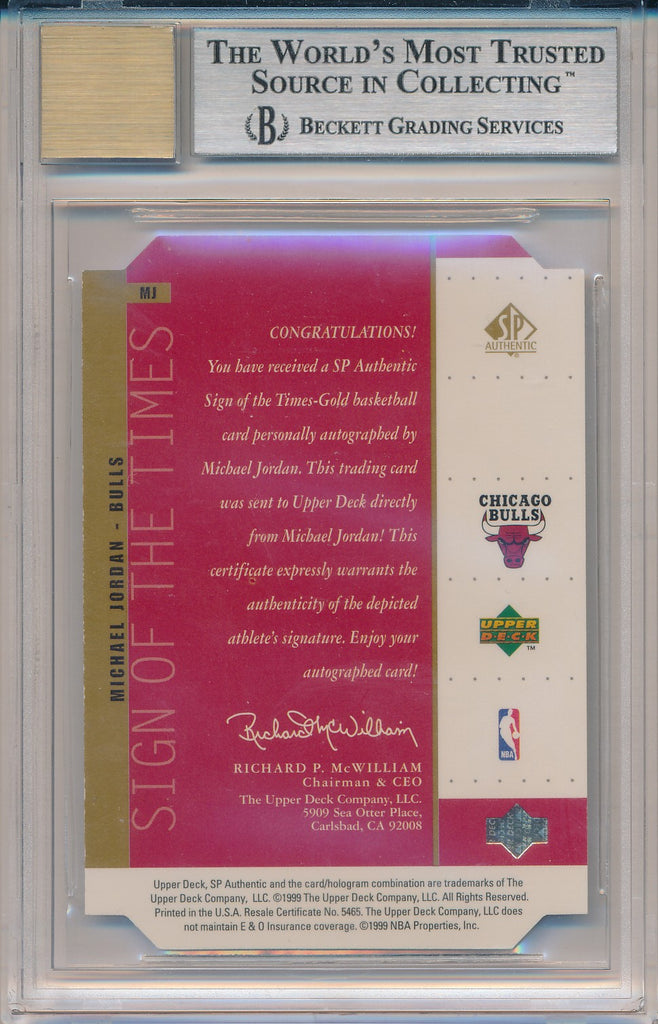 THE WORLD'S MOST TRUSTED
SOURCE IN COLLECTING™
B BECKETT GRADING SERVICES
MJ
MICHAEL JORDAN - BULLS
SIGN OF THE TIMES
CONGRATULATIONS!
You have received a SP Authentic
Sign of the Times-Gold basketball
card personally autographed by
Michael Jordan. This trading card
was sent to Upper Deck directly
from Michael Jordan! This
certificate expressly warrants the
authenticity of the depicted
athlete's signature. Enjoy your
autographed card!
Richard McWilliam
RICHARD P. McWILLIAM
Chairman & CEO
The Upper Deck Company, LLC.
5909 Sea Otter Place,
Carlsbad, CA 92008
SP
AUTHENTIC
CHICAGO
BULLS
UPPER
DECK
™
NBA
Upper Deck, SP Authentic and the card/hologram combination are trademarks of The
Upper Deck Company, LLC. ©1999 The Upper Deck Company, LLC. All Rights Reserved.
Printed in the U.S.A. Resale Certificate No. 5465. The Upper Deck Company, LLC does
not maintain E & O Insurance coverage. ©1999 NBA Properties, Inc.